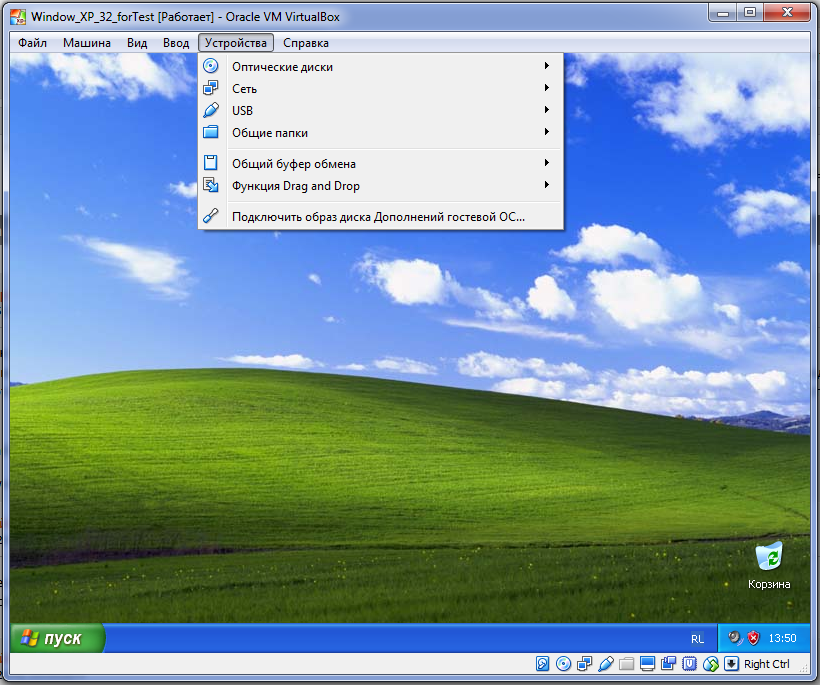 Window_XP_32_forTest [Работает] - Oracle VM VirtualBox
Файл Машина Вид Ввод Устройства Справка
Оптические диски
Сеть
USB
Общие папки
Общий буфер обмена
Функция Drag and Drop
Подключить образ диска Дополнений гостевой ОС...
Корзина
пуск RL 13:50
Right Ctrl